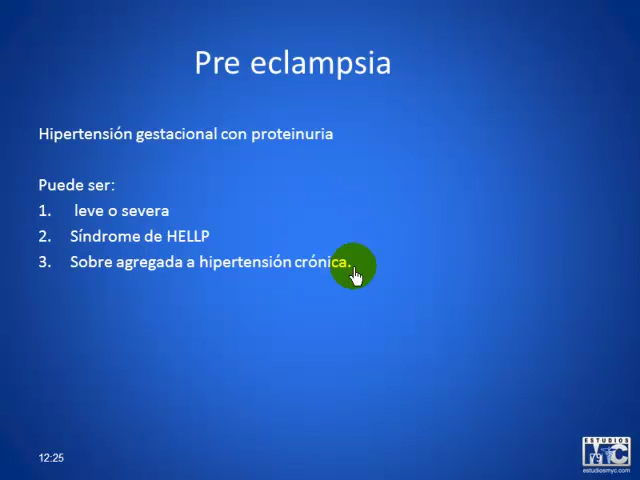 Pre eclampsia
Hipertensión gestacional con proteinuria
Puede ser:
1. leve o severa
2. Síndrome de HELLP
3. Sobre agregada a hipertensión crónica.
12:25
ESTUDIOS
MYC
estudiosmyc.com